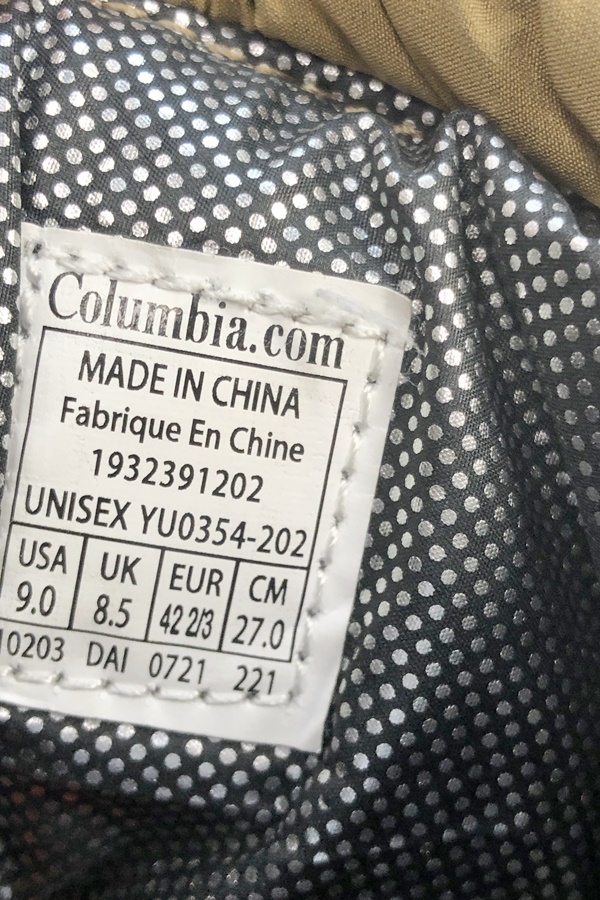 Columbia.com
MADE IN CHINA
Fabrique En Chine
1932391202
UNISEX YU0354-202
USA UK EUR CM
9.0 8.5 42 2/3 27.0
10203 DAI 0721 221